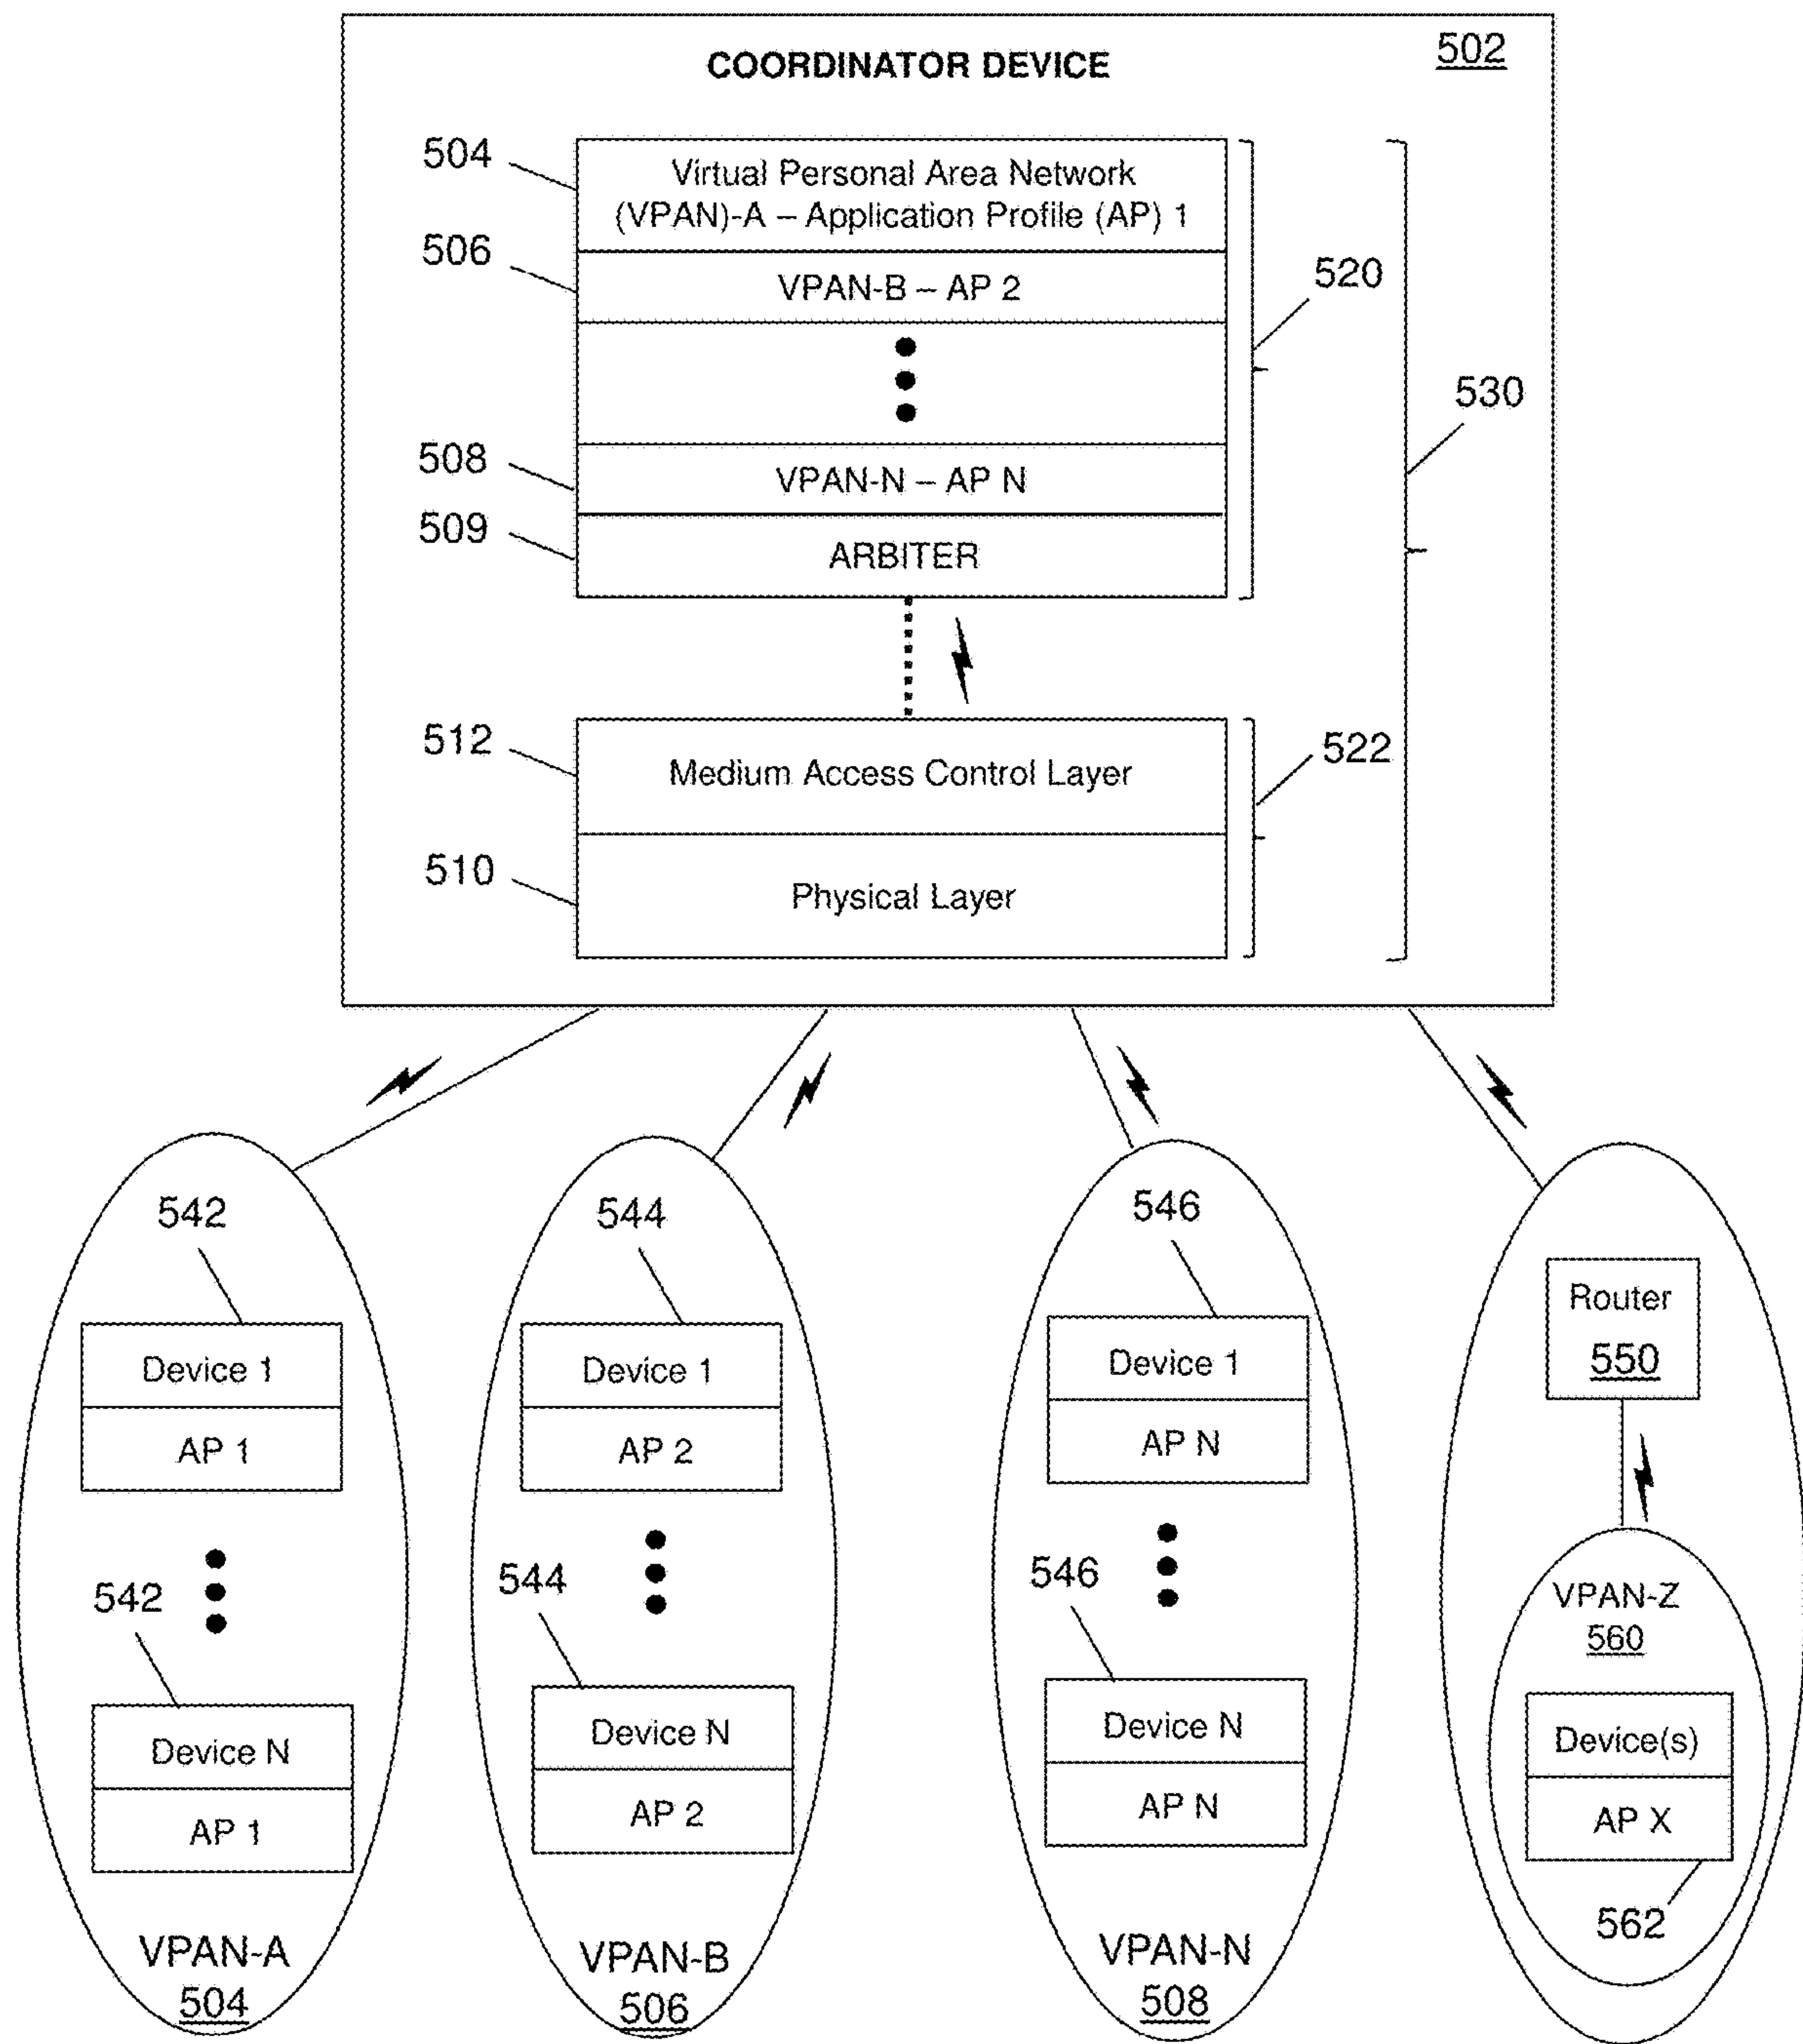 COORDINATOR DEVICE
502
504
Virtual Personal Area Network
(VPAN)-A – Application Profile (AP) 1
506
VPAN-B – AP 2
520
530
508
VPAN-N – AP N
509
ARBITER
512
Medium Access Control Layer
522
510
Physical Layer
542
Device 1
AP 1
542
Device N
AP 1
VPAN-A
504
544
Device 1
AP 2
544
Device N
AP 2
VPAN-B
506
546
Device 1
AP N
546
Device N
AP N
VPAN-N
508
Router
550
VPAN-Z
560
Device(s)
AP X
562